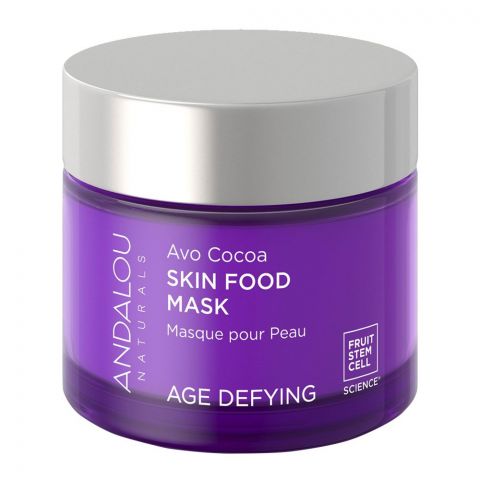 ANDALOU
NATURALS
Avo Cocoa
SKIN FOOD
MASK
Masque pour Peau
AGE DEFYING
FRUIT
STEM
CELL
SCIENCE®